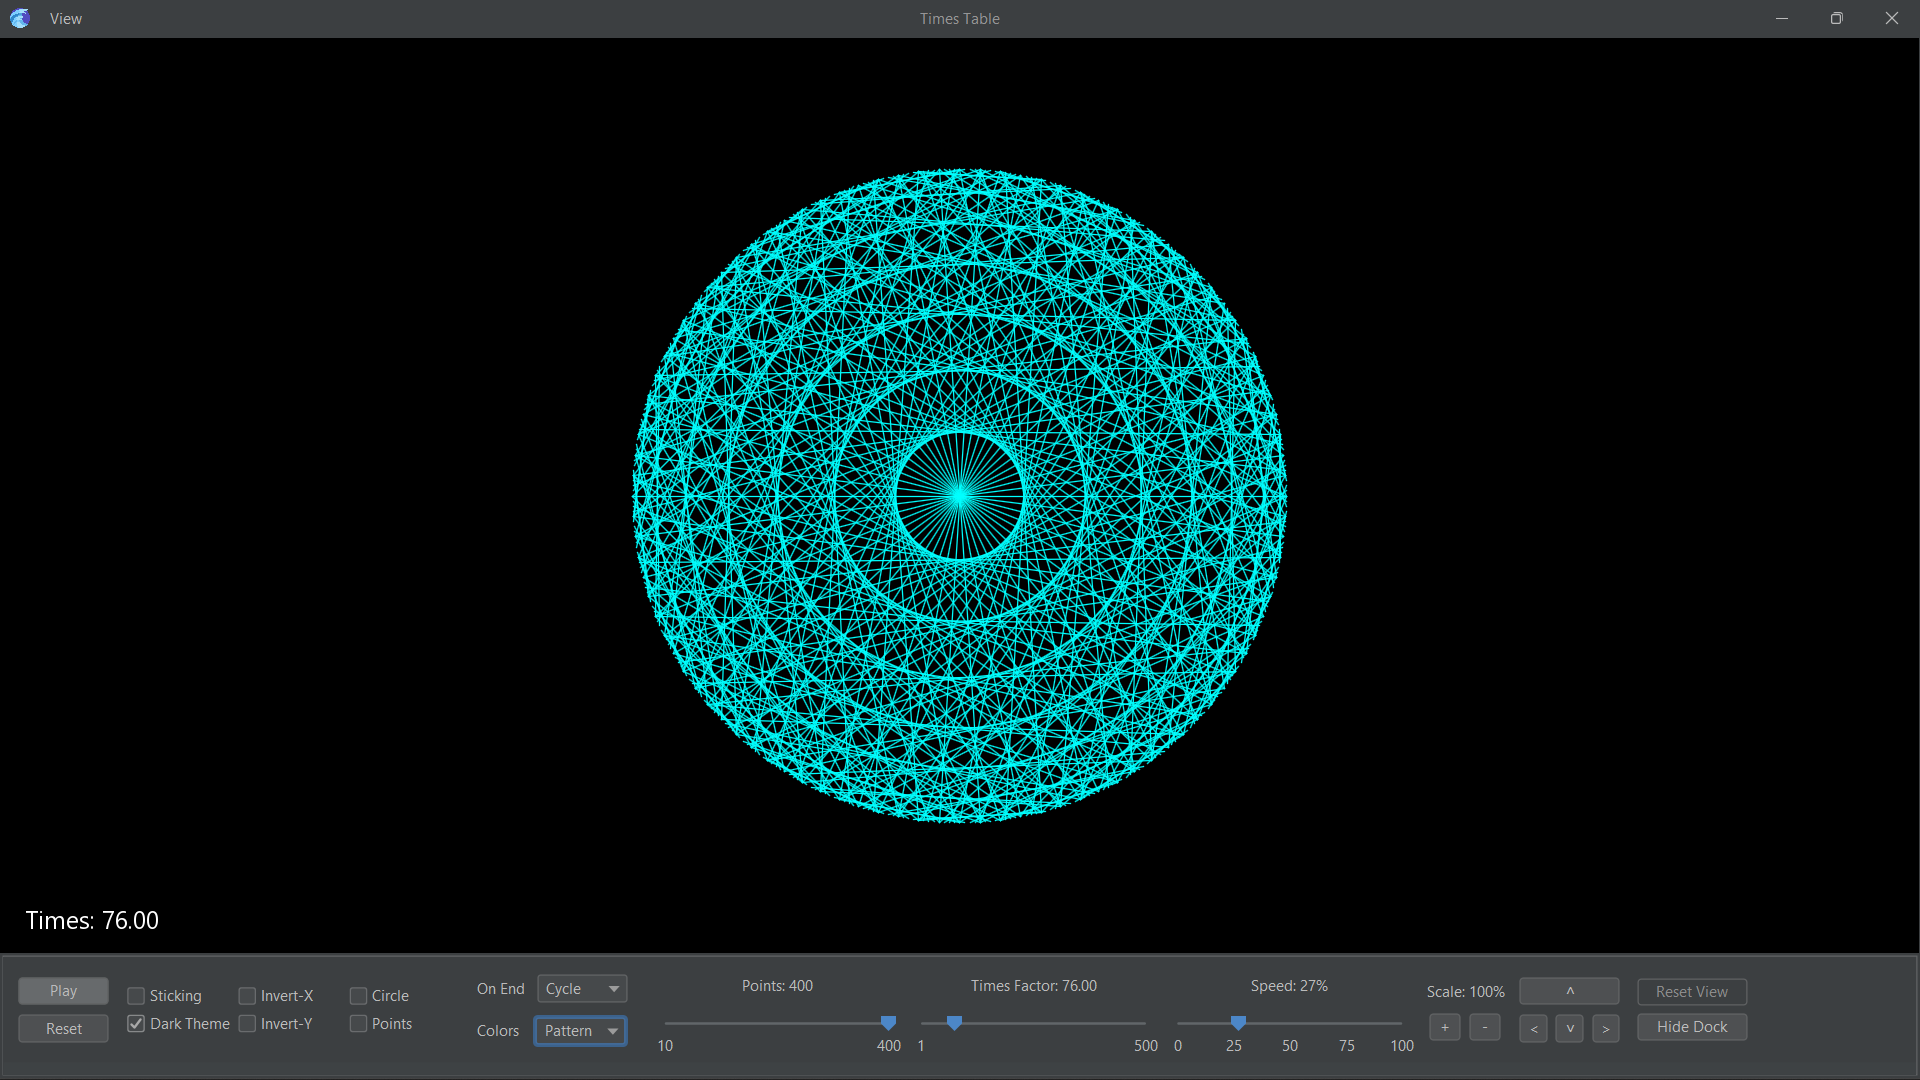 View
Times Table
Times: 76.00
Play
Reset
Sticking
Invert-X
Circle
Dark Theme
Invert-Y
Points
On End
Cycle
Colors
Pattern
Points: 400
10
400
Times Factor: 76.00
1
500
Speed: 27%
0
25
50
75
100
Scale: 100%
+
-
^
<
v
>
Reset View
Hide Dock